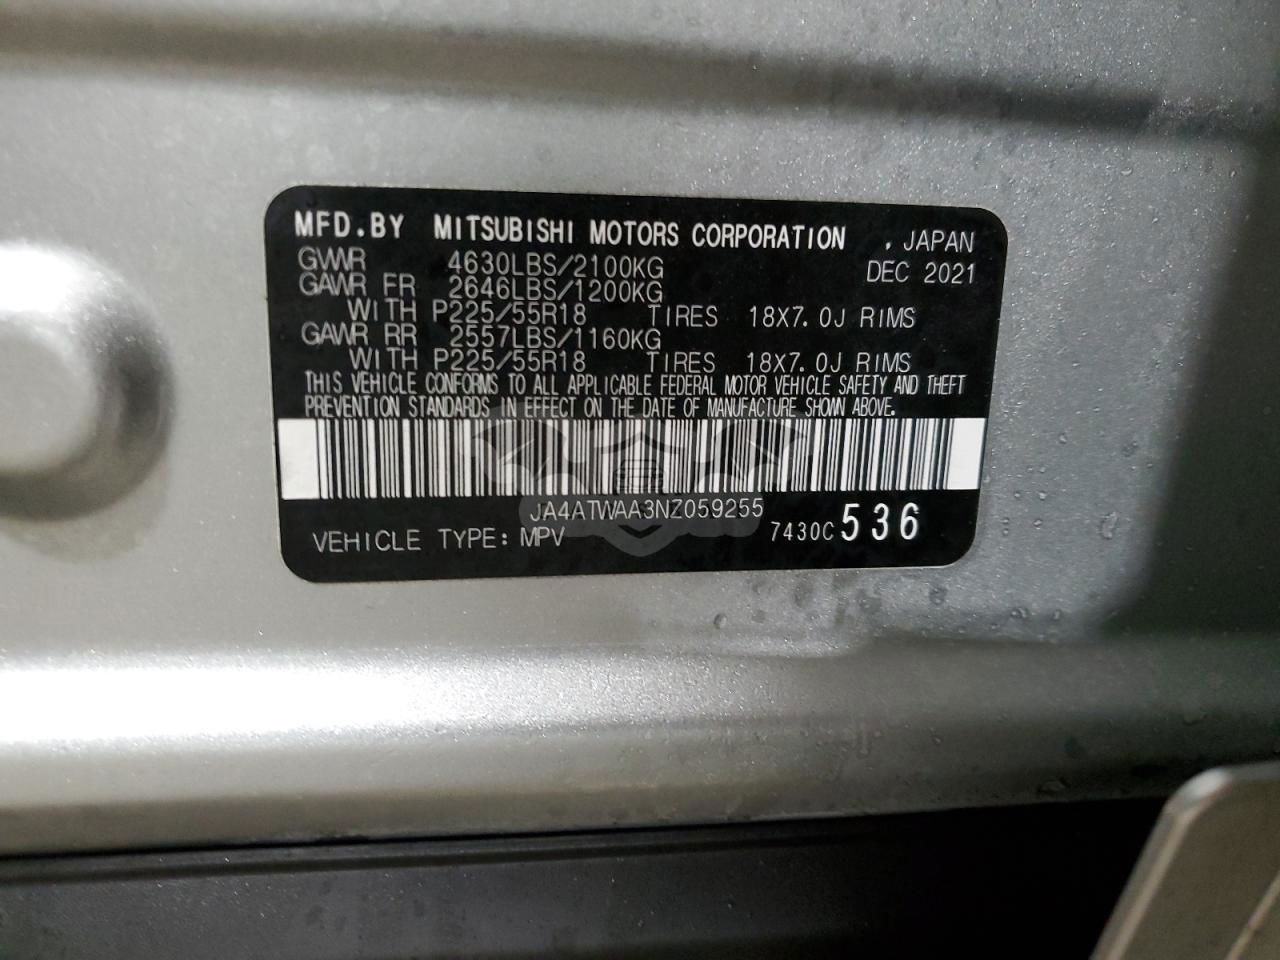 MFD.BY MITSUBISHI MOTORS CORPORATION , JAPAN
GVWR 4630LBS/2100KG DEC 2021
GAWR FR 2646LBS/1200KG
WITH P225/55R18 TIRES 18X7.0J RIMS
GAWR RR 2557LBS/1160KG
WITH P225/55R18 TIRES 18X7.0J RIMS
THIS VEHICLE CONFORMS TO ALL APPLICABLE FEDERAL MOTOR VEHICLE SAFETY AND THEFT
PREVENTION STANDARDS IN EFFECT ON THE DATE OF MANUFACTURE SHOWN ABOVE.
JA4ATWAA3NZ059255
VEHICLE TYPE: MPV 7430C 536